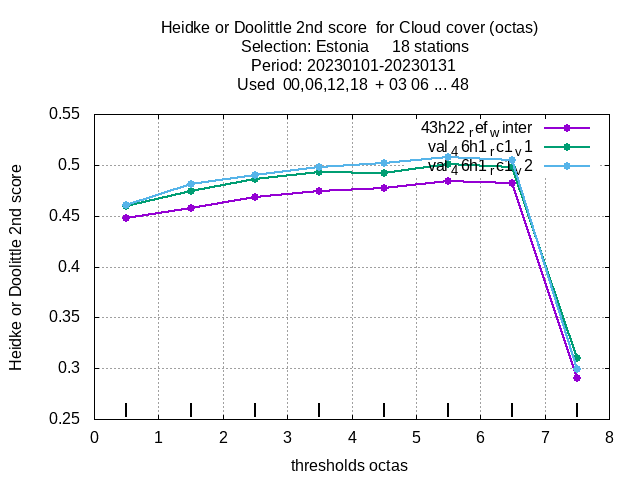 Heidke or Doolittle 2nd score  for Cloud cover (octas)
Selection: Estonia     18 stations
Period: 20230101-20230131
Used  00,06,12,18  + 03 06 ... 48
43h22 ref winter
val 46h1 rc1 v1
val 46h1 rc1 v2
Heidke or Doolittle 2nd score
0.55
0.5
0.45
0.4
0.35
0.3
0.25
0 1 2 3 4 5 6 7 8
thresholds octas